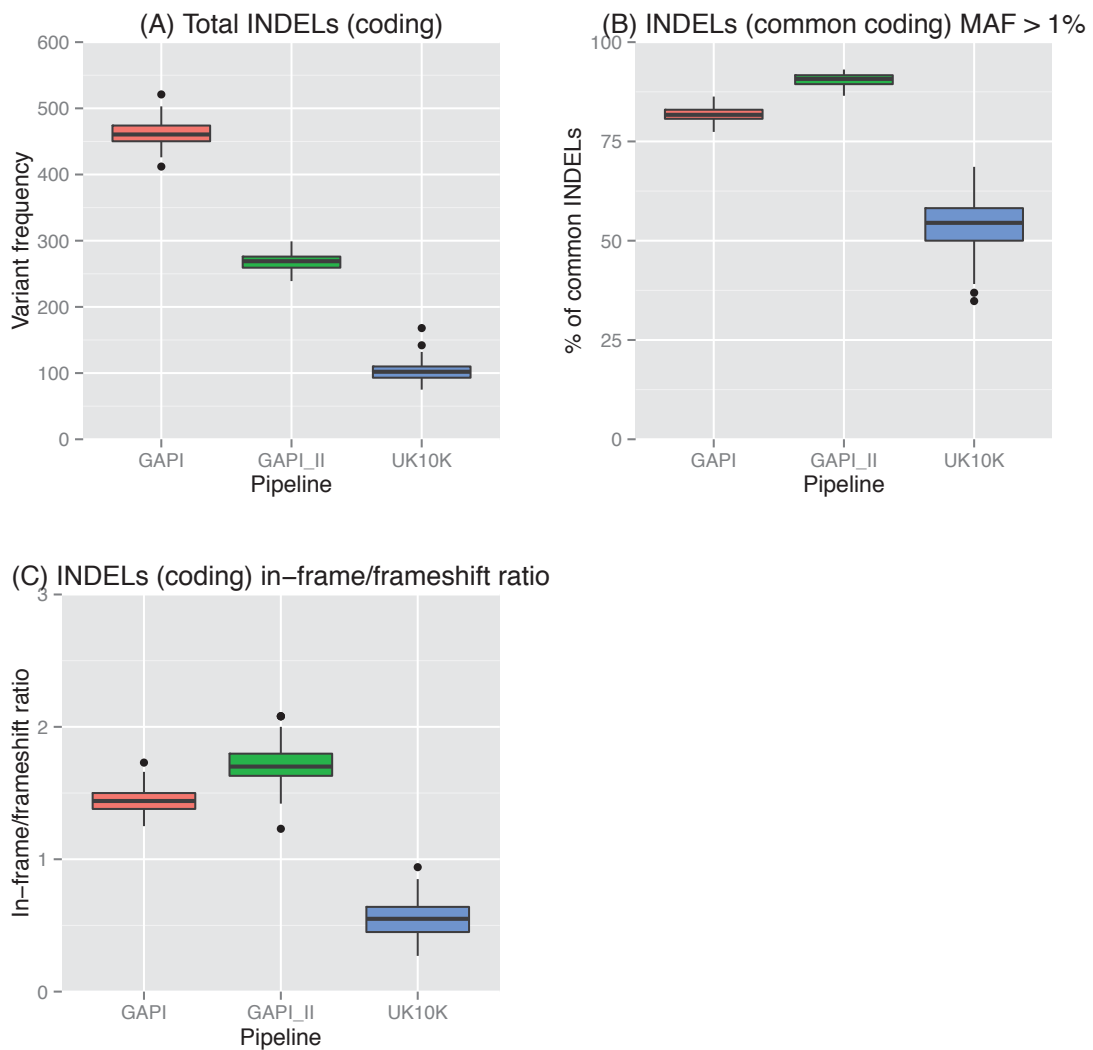 (A) Total INDELs (coding)
600
500
400
300
200
100
0
Variant frequency
GAPI GAPI_II UK10K
Pipeline
(B) INDELs (common coding) MAF > 1%
100
75
50
25
0
% of common INDELs
GAPI GAPI_II UK10K
Pipeline
(C) INDELs (coding) in−frame/frameshift ratio
3
2
1
0
In−frame/frameshift ratio
GAPI GAPI_II UK10K
Pipeline